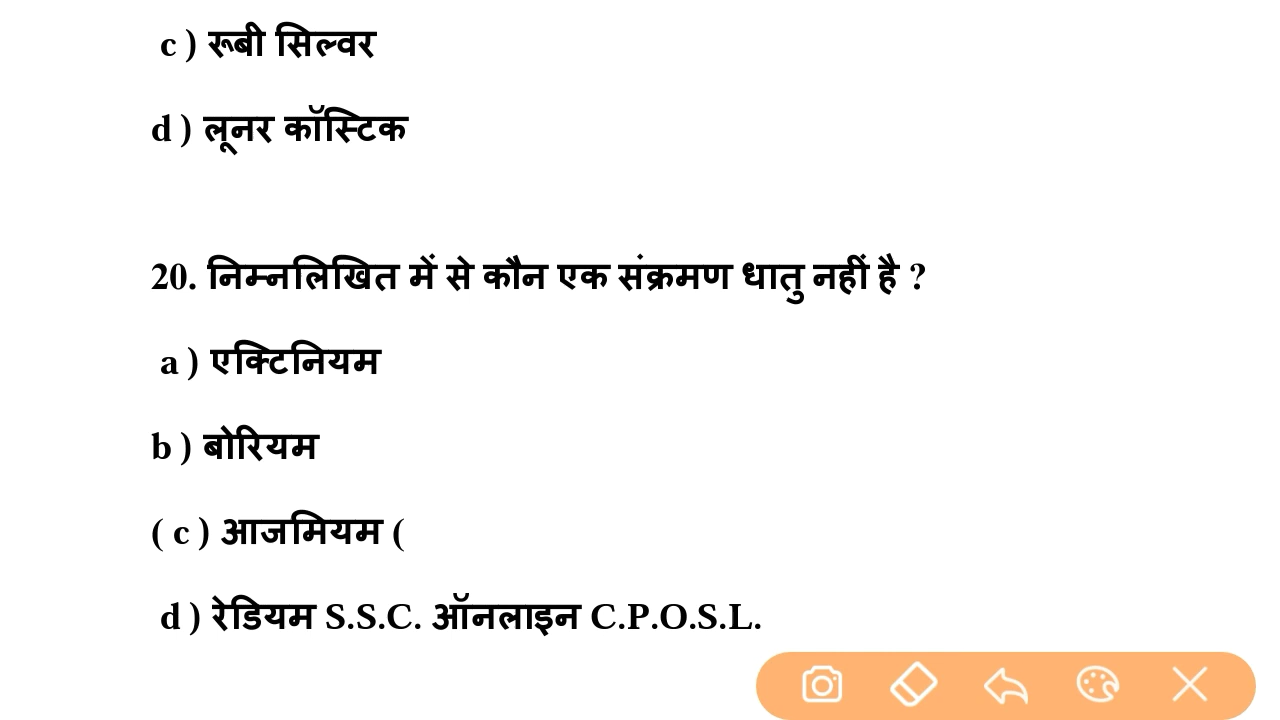 c ) रूबी सिल्वर
d ) लूनर कॉस्टिक
20. निम्नलिखित में से कौन एक संक्रमण धातु नहीं है ?
a ) एक्टिनियम
b ) बोरियम
( c ) आजमियम (
d ) रेडियम S.S.C. ऑनलाइन C.P.O.S.L.